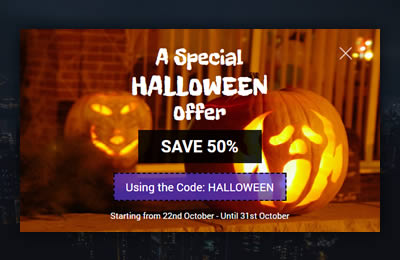 A Special
HALLOWEEN
Offer
SAVE 50%
Using the Code: HALLOWEEN
Starting from 22nd October - Until 31st October